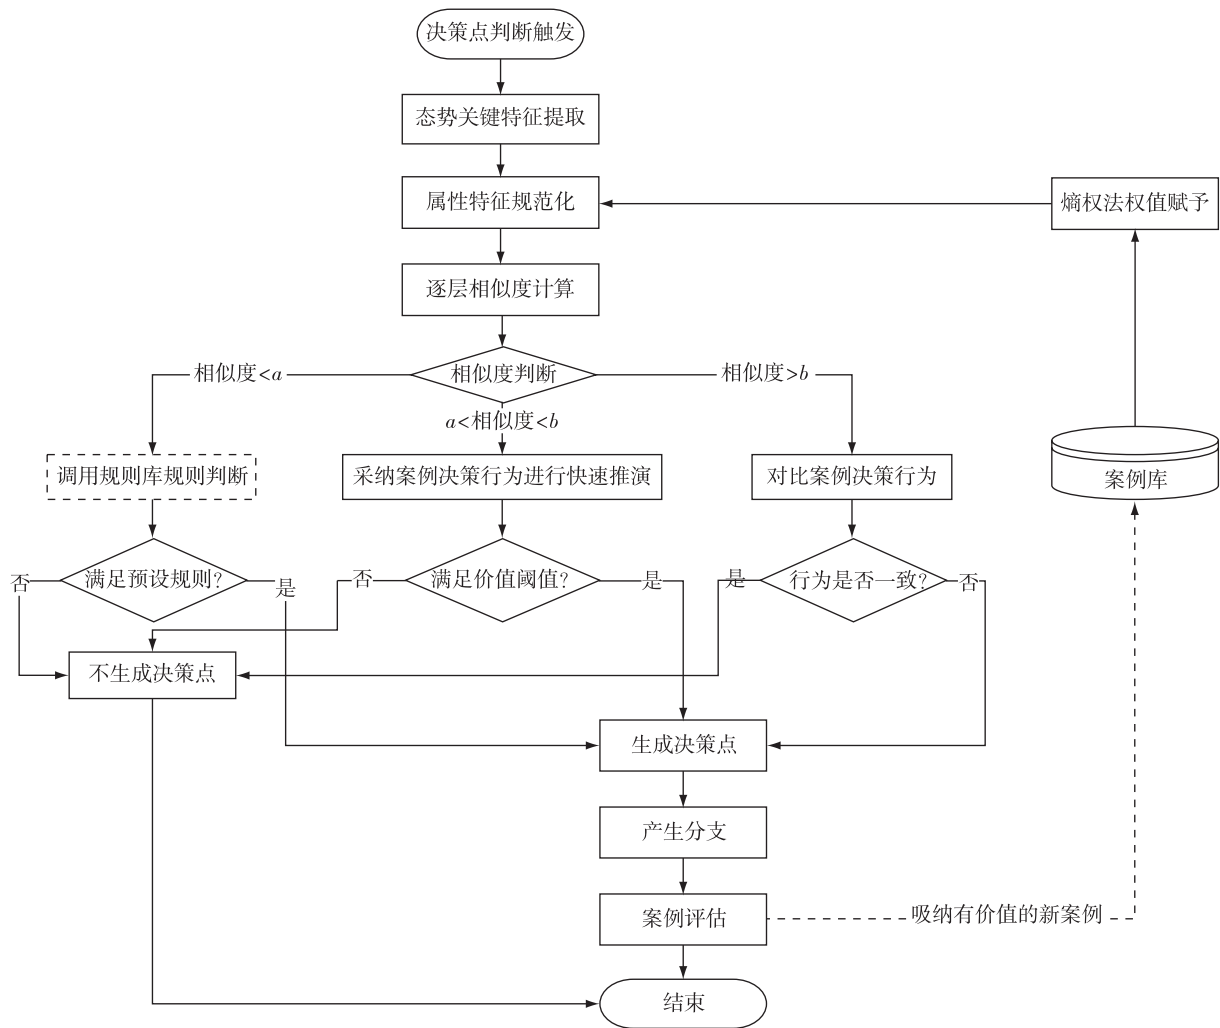 决策点判断触发
态势关键特征提取
属性特征规范化
熵权法权值赋予
逐层相似度计算
相似度<a
相似度判断
相似度>b
a<相似度<b
调用规则库规则判断
采纳案例决策行为进行快速推演
对比案例决策行为
案例库
否
满足预设规则?
是
否
满足价值阈值?
是
是
行为是否一致?
否
不生成决策点
生成决策点
产生分支
案例评估
吸纳有价值的新案例
结束